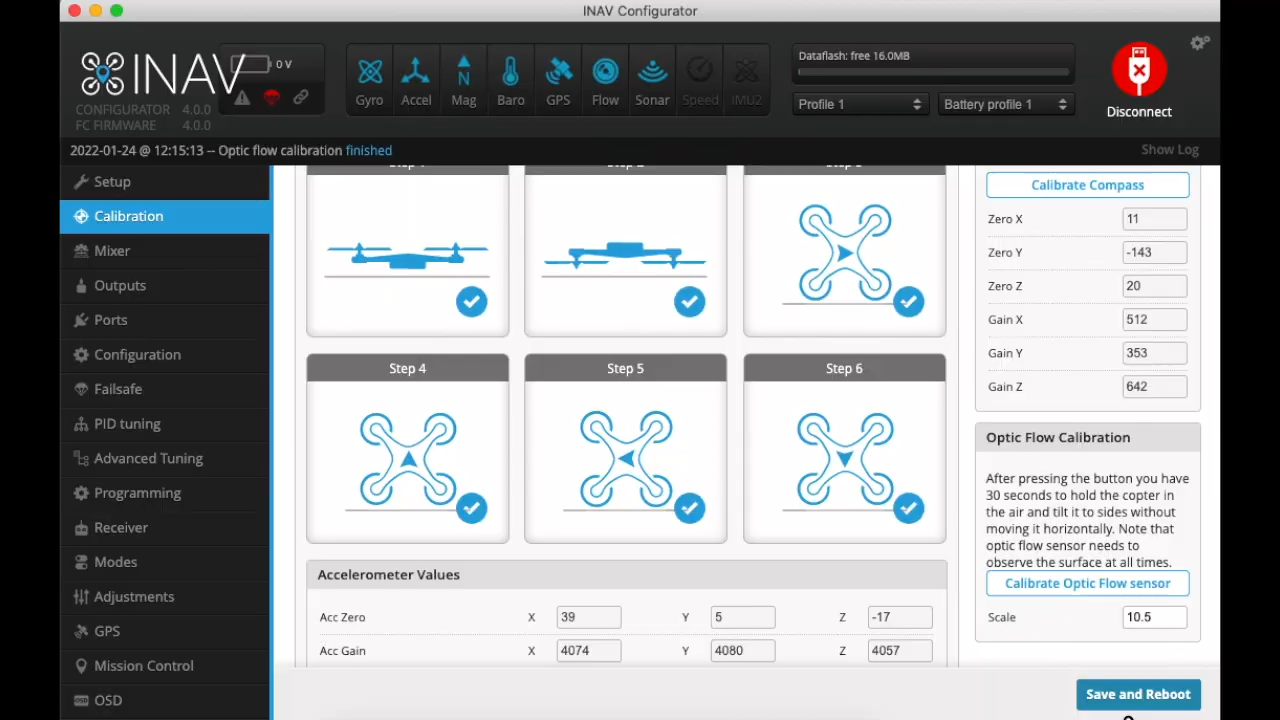 INAV Configurator
INAV
CONFIGURATOR 4.0.0
FC FIRMWARE 4.0.0
0 V
Gyro
Accel
N
Mag
Baro
GPS
Flow
Sonar
Speed
IMU2
Dataflash: free 16.0MB
Profile 1
Battery profile 1
Disconnect
2022-01-24 @ 12:15:13 -- Optic flow calibration finished
Show Log
Setup
Calibration
Mixer
Outputs
Ports
Configuration
Failsafe
PID tuning
Advanced Tuning
Programming
Receiver
Modes
Adjustments
GPS
Mission Control
OSD
Step 4
Step 5
Step 6
Accelerometer Values
Acc Zero X 39 Y 5 Z -17
Acc Gain X 4074 Y 4080 Z 4057
Calibrate Compass
Zero X 11
Zero Y -143
Zero Z 20
Gain X 512
Gain Y 353
Gain Z 642
Optic Flow Calibration
After pressing the button you have
30 seconds to hold the copter in
the air and tilt it to sides without
moving it horizontally. Note that
optic flow sensor needs to
observe the surface at all times.
Calibrate Optic Flow sensor
Scale 10.5
Save and Reboot